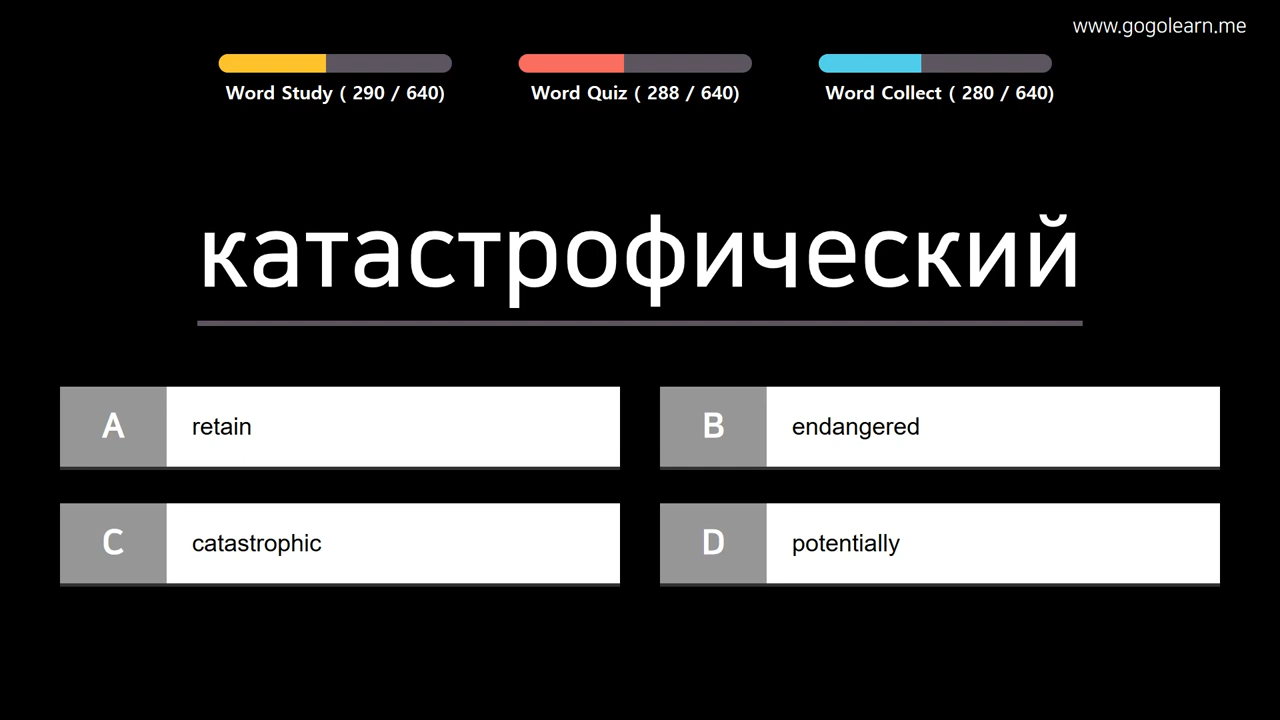 www.gogolearn.me
Word Study ( 290 / 640)
Word Quiz ( 288 / 640)
Word Collect ( 280 / 640)
катастрофический
A retain
B endangered
C catastrophic
D potentially